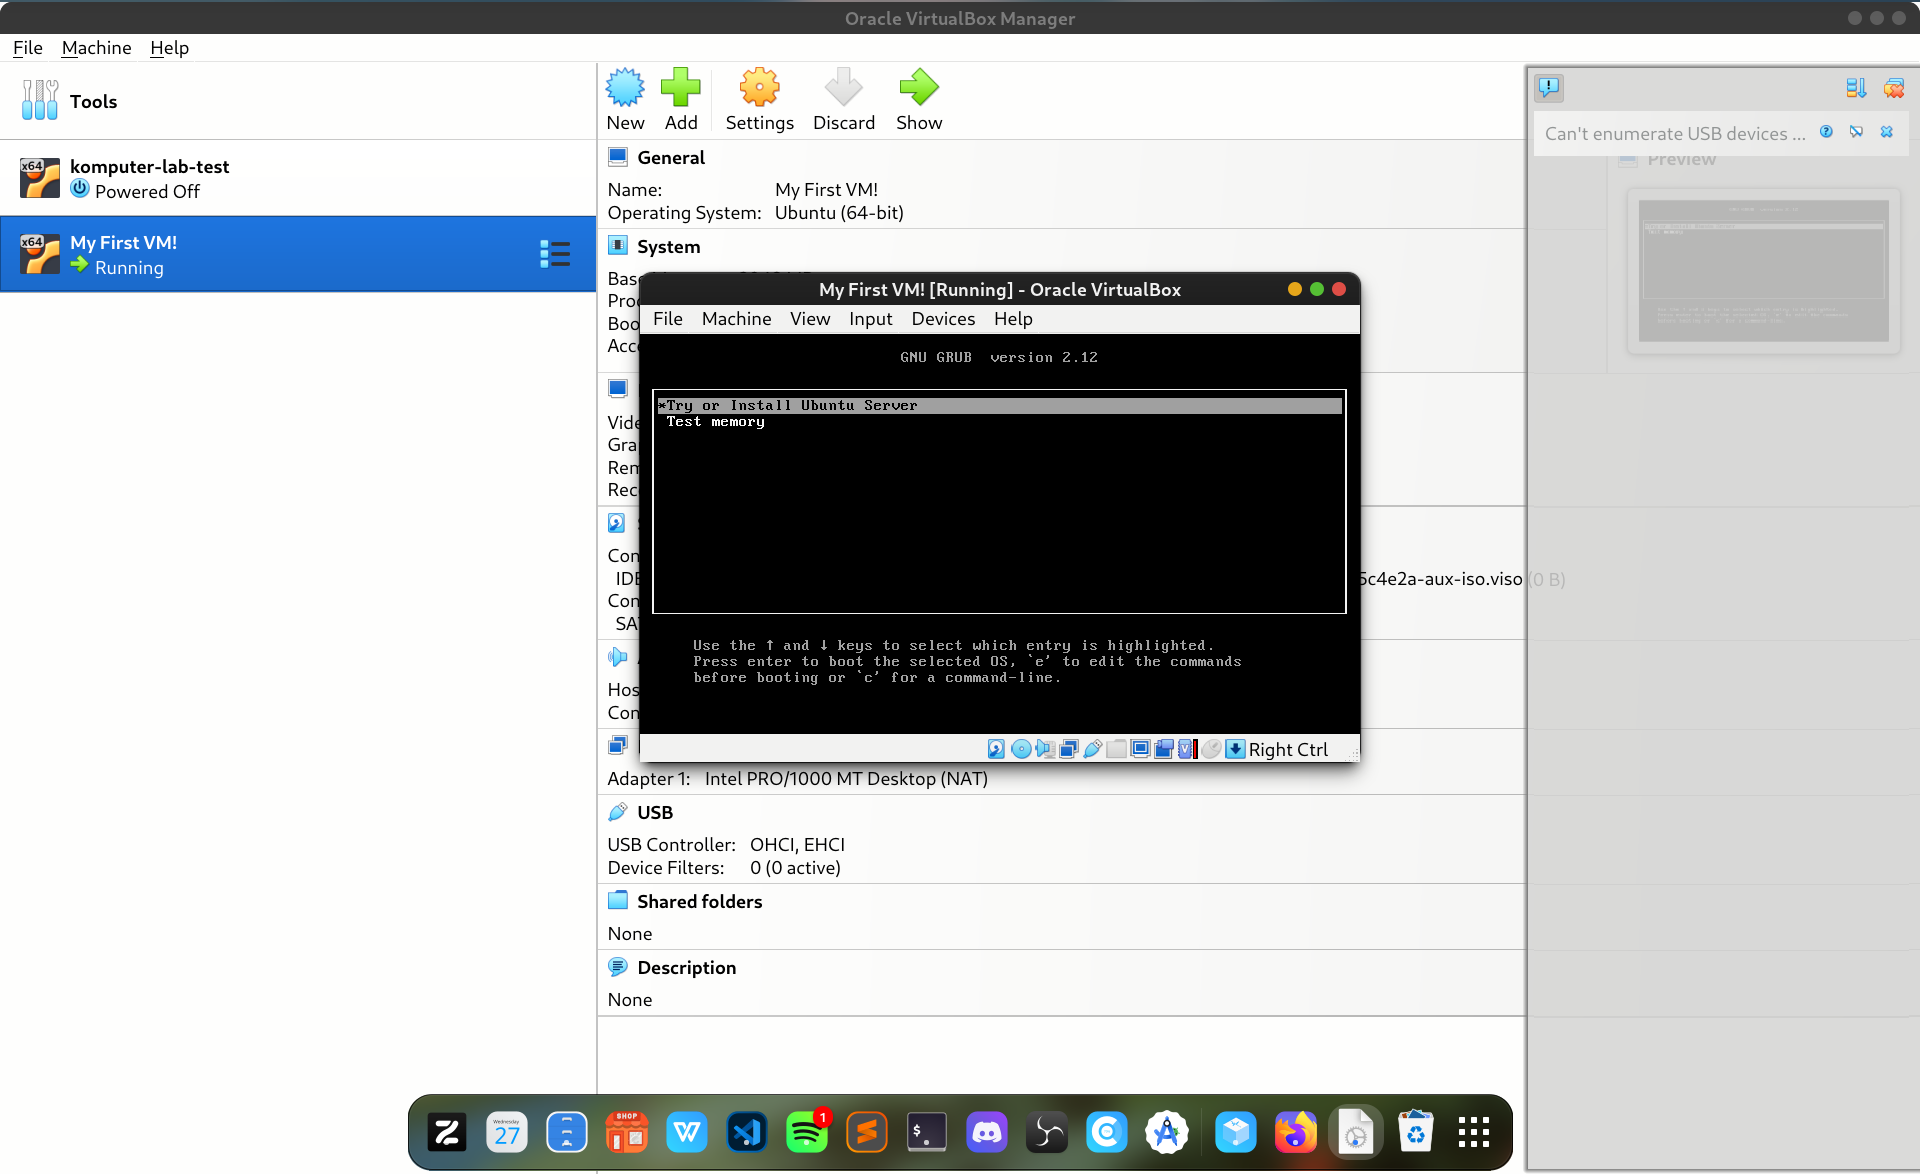 Oracle VirtualBox Manager
File Machine Help
Tools
New Add Settings Discard Show
Can't enumerate USB devices ...
x64 komputer-lab-test
Powered Off
x64 My First VM!
Running
General
Name: My First VM!
Operating System: Ubuntu (64-bit)
Preview
System
Bas
Pro
Boo
Acc
Vide
Gra
Rem
Rec
Con
IDE
5c4e2a-aux-iso.viso (0 B)
Con
SA
Hos
Con
My First VM! [Running] - Oracle VirtualBox
File Machine View Input Devices Help
GNU GRUB version 2.12
*Try or Install Ubuntu Server
Test memory
Use the ↑ and ↓ keys to select which entry is highlighted.
Press enter to boot the selected OS, `e' to edit the commands
before booting or `c' for a command-line.
Right Ctrl
Adapter 1: Intel PRO/1000 MT Desktop (NAT)
USB
USB Controller: OHCI, EHCI
Device Filters: 0 (0 active)
Shared folders
None
Description
None
Wednesday
27
SHOP
1
$